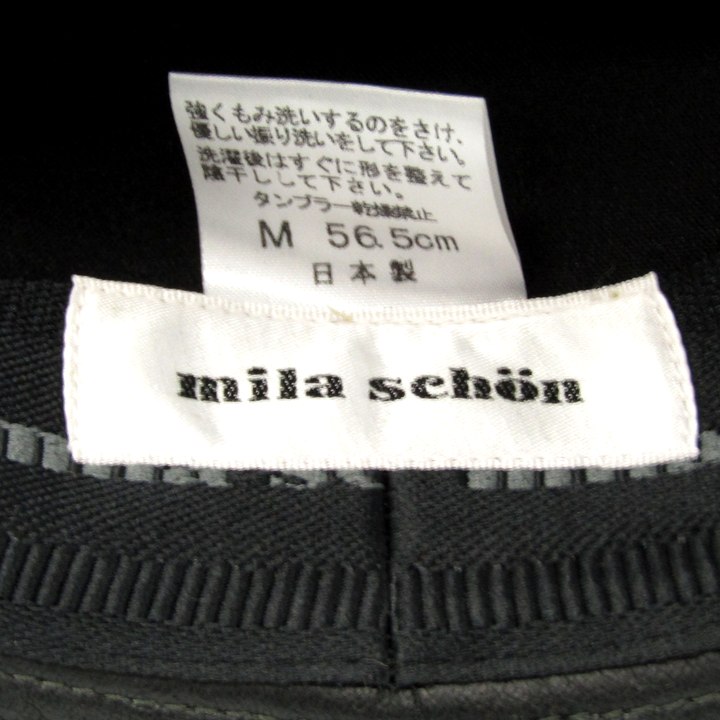 強くもみ洗いするのをさけ、
優しい振り洗いをして下さい。
洗濯後はすぐに形を整えて
陰干しして下さい。
タンブラー乾燥禁止
M 56.5cm
日本製
mila schön